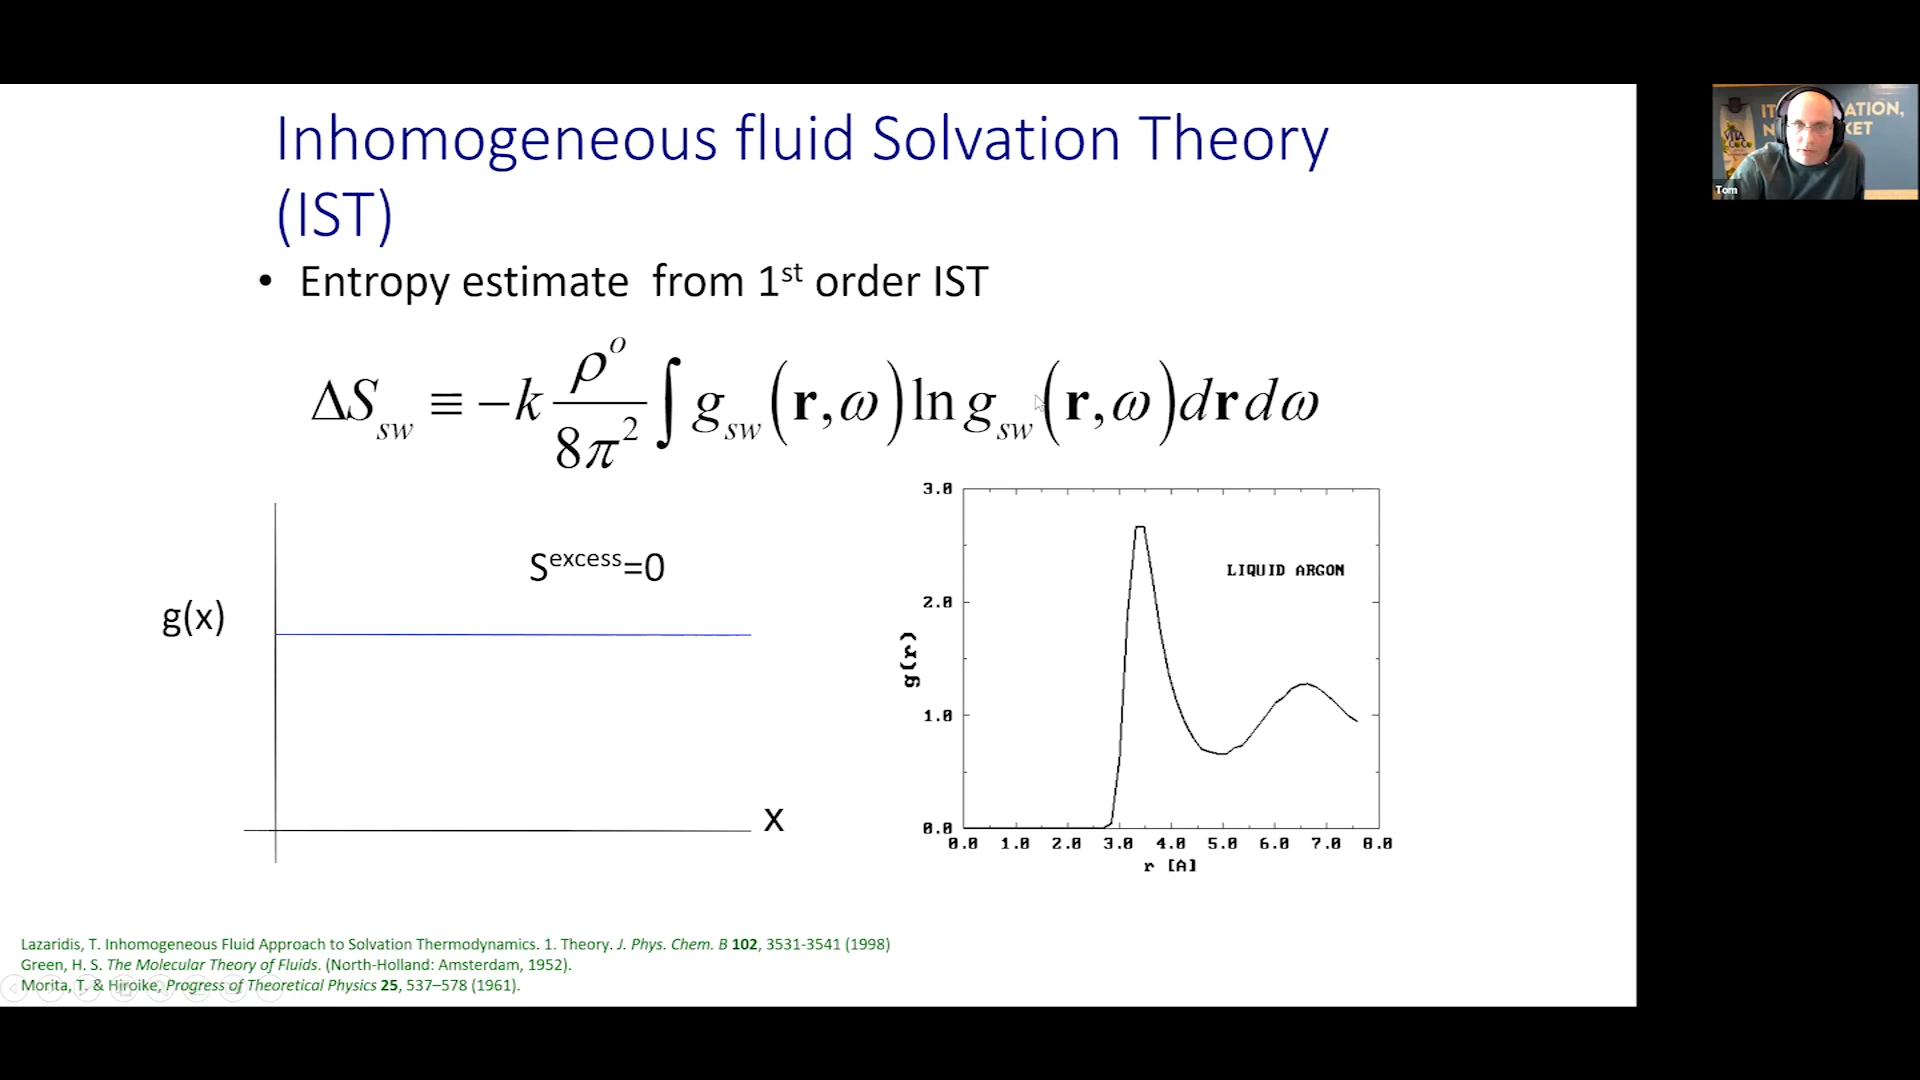 Inhomogeneous fluid Solvation Theory
(IST)
• Entropy estimate from 1st order IST
ΔS_sw ≡ −k ρ^o / 8π² ∫ g_sw (r, ω) ln g_sw (r, ω) dr dω
S^excess=0
g(x)
x
3.0
LIQUID ARGON
2.0
g(r)
1.0
0.0
0.0 1.0 2.0 3.0 4.0 5.0 6.0 7.0 8.0
r [A]
Lazaridis, T. Inhomogeneous Fluid Approach to Solvation Thermodynamics. 1. Theory. J. Phys. Chem. B 102, 3531-3541 (1998)
Green, H. S. The Molecular Theory of Fluids. (North-Holland: Amsterdam, 1952).
Morita, T. & Hiroike, Progress of Theoretical Physics 25, 537–578 (1961).
VITA
Tom